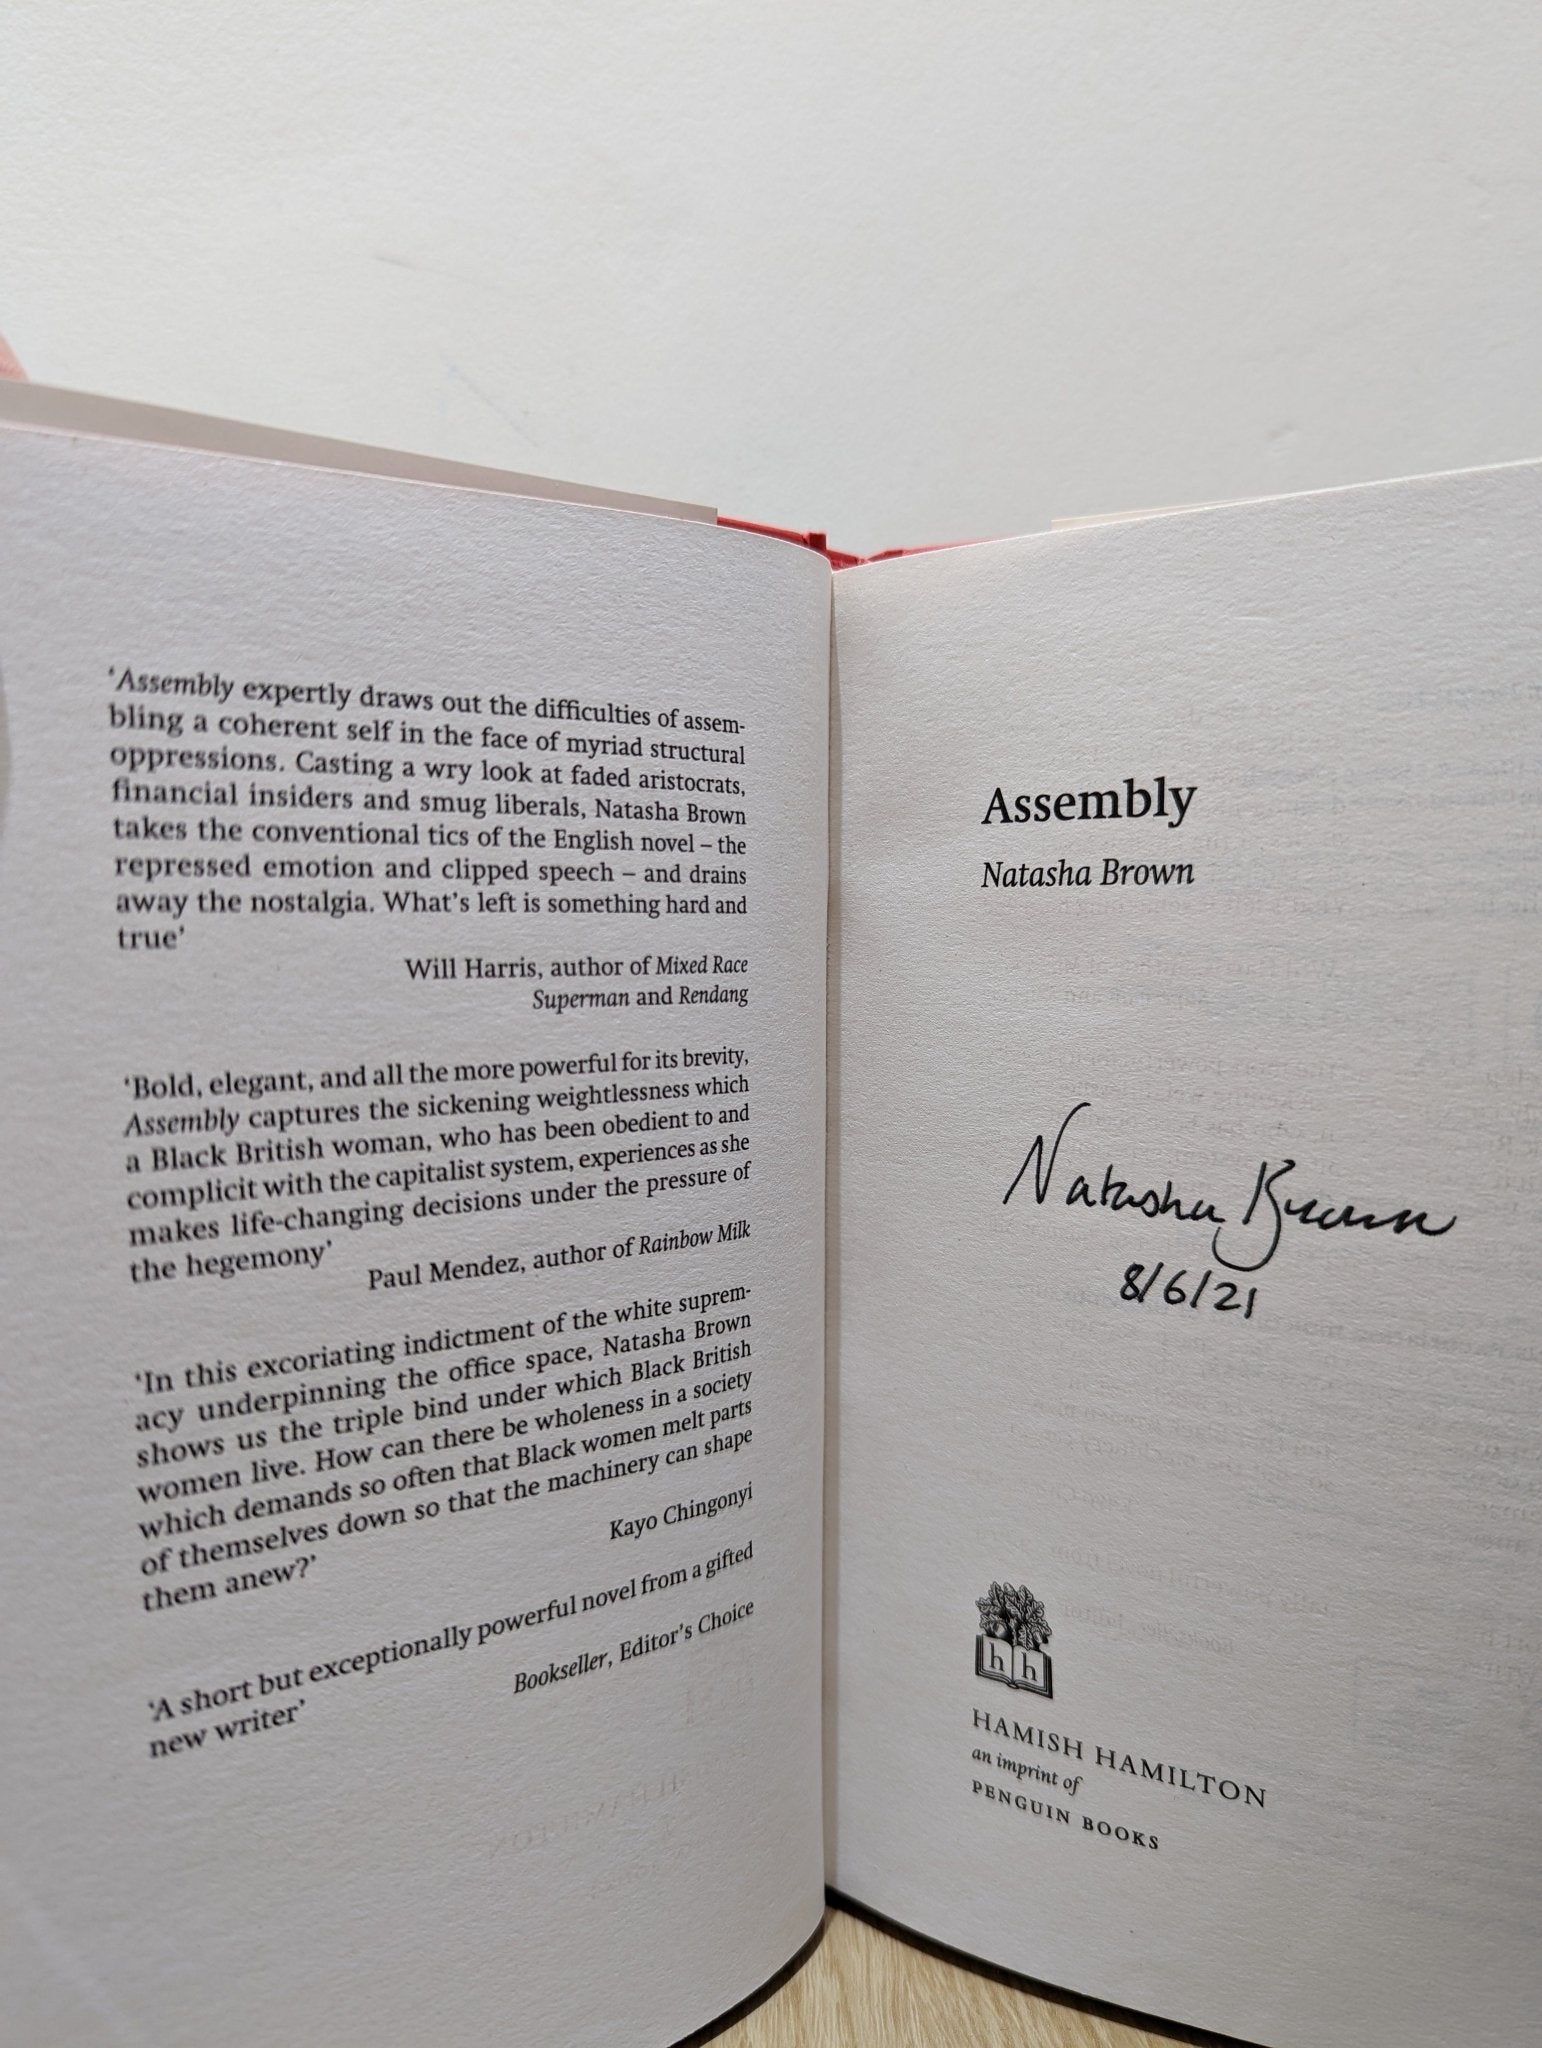 ‘Assembly expertly draws out the difficulties of assem-
bling a coherent self in the face of myriad structural
oppressions. Casting a wry look at faded aristocrats,
financial insiders and smug liberals, Natasha Brown
takes the conventional tics of the English novel – the
repressed emotion and clipped speech – and drains
away the nostalgia. What’s left is something hard and
true’
Will Harris, author of Mixed Race
Superman and Rendang
‘Bold, elegant, and all the more powerful for its brevity,
Assembly captures the sickening weightlessness which
a Black British woman, who has been obedient to and
complicit with the capitalist system, experiences as she
makes life-changing decisions under the pressure of
the hegemony’
Paul Mendez, author of Rainbow Milk
‘In this excoriating indictment of the white suprem-
acy underpinning the office space, Natasha Brown
shows us the triple bind under which Black British
women live. How can there be wholeness in a society
which demands so often that Black women melt parts
of themselves down so that the machinery can shape
them anew?’
Kayo Chingonyi
‘A short but exceptionally powerful novel from a gifted
new writer’
Bookseller, Editor’s Choice
Assembly
Natasha Brown
Natasha Brown
8/6/21
h h
HAMISH HAMILTON
an imprint of
PENGUIN BOOKS